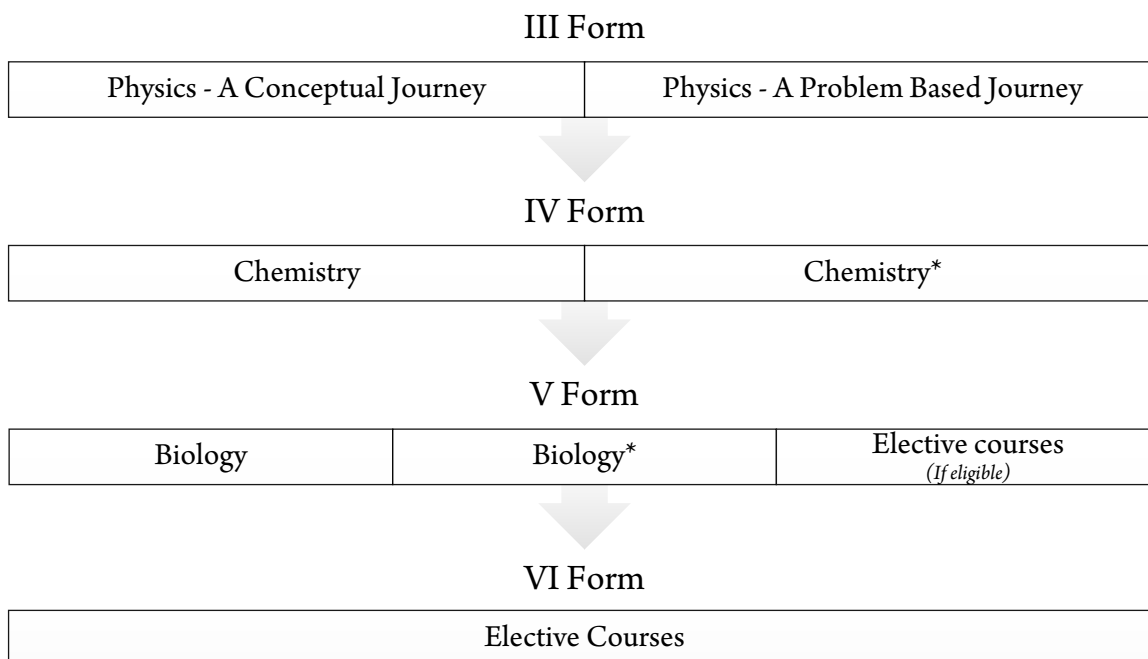 III Form
Physics - A Conceptual Journey
Physics - A Problem Based Journey
IV Form
Chemistry
Chemistry*
V Form
Biology
Biology*
Elective courses
(If eligible)
VI Form
Elective Courses